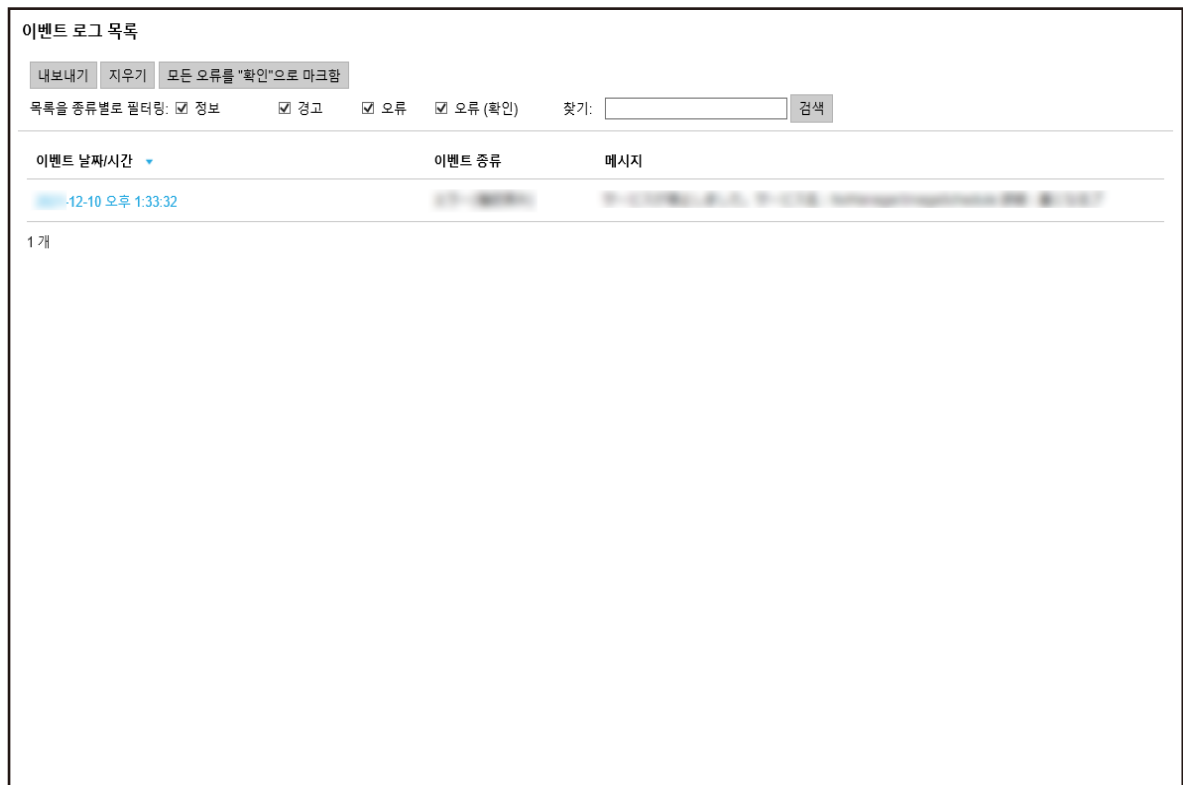 이벤트 로그 목록
내보내기 지우기 모든 오류를 "확인"으로 마크함
목록을 종류별로 필터링: 정보 경고 오류 오류 (확인) 찾기: 검색
이벤트 날짜/시간 이벤트 종류 메시지
-12-10 오후 1:33:32
1 개